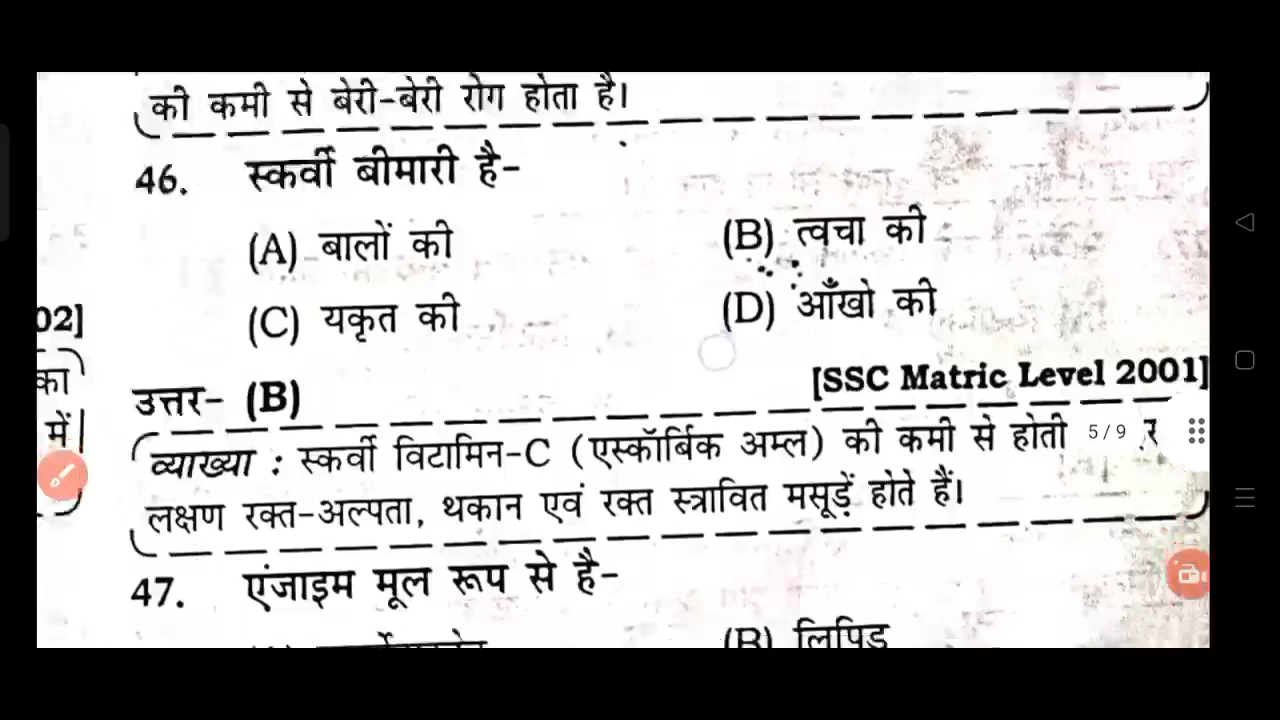 की कमी से बेरी-बेरी रोग होता है।
46. स्कर्वी बीमारी है-
(A) बालों की (B) त्वचा की
(C) यकृत की (D) आँखो की
02]
का
में
उत्तर- (B) [SSC Matric Level 2001]
व्याख्या : स्कर्वी विटामिन-C (एस्कॉर्बिक अम्ल) की कमी से होती
5/9
लक्षण रक्त-अल्पता, थकान एवं रक्त स्त्रावित मसूड़ें होते हैं।
47. एंजाइम मूल रूप से है-
(B) लिपिड